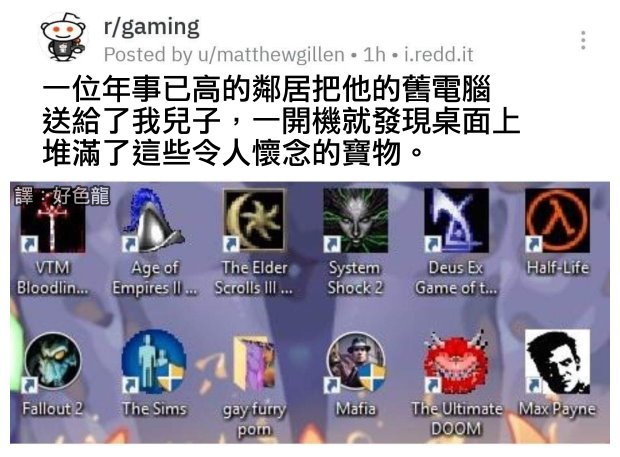 r/gaming
Posted by u/matthewgillen • 1h • i.redd.it
一位年事已高的鄰居把他的舊電腦
送給了我兒子，一開機就發現桌面上
堆滿了這些令人懷念的寶物。
譯：好色龍
VTM Bloodlin...
Age of Empires II ...
The Elder Scrolls III ...
System Shock 2
Deus Ex Game of t...
Half-Life
Fallout 2
The Sims
gay furry porn
Mafia
The Ultimate DOOM
Max Payne